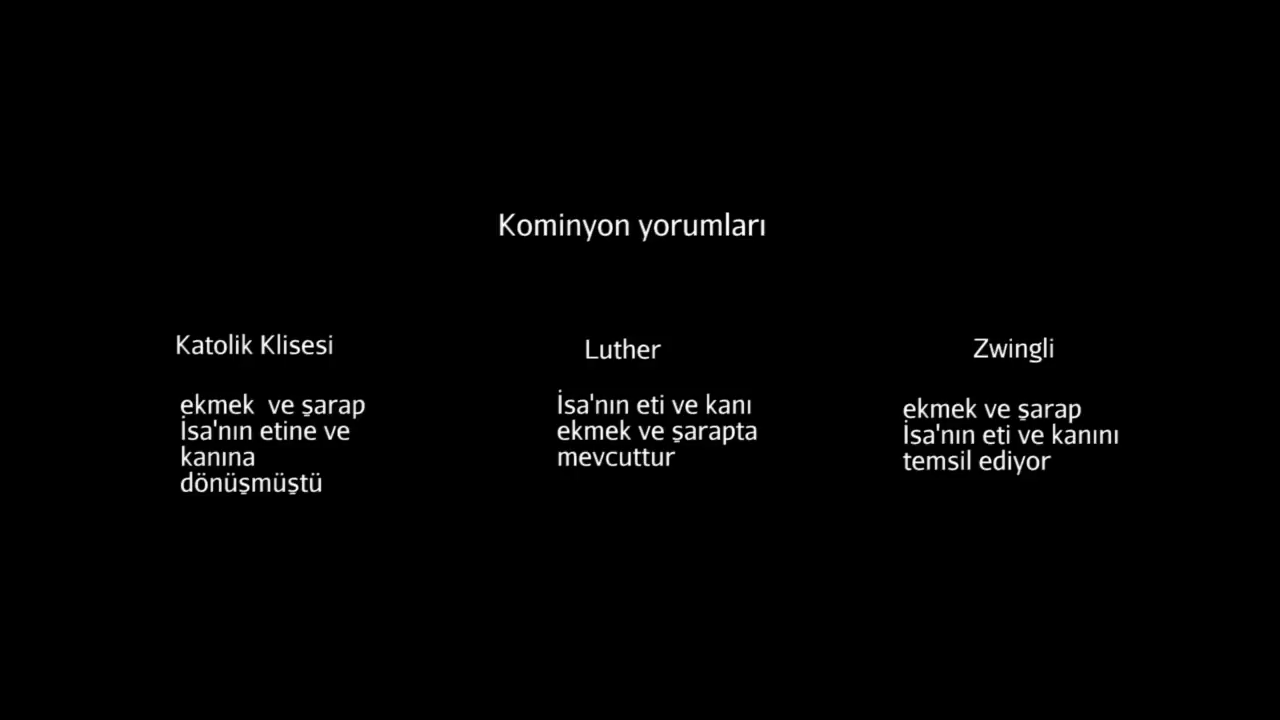 Kominyon yorumları
Katolik Klisesi
ekmek ve şarap
İsa'nın etine ve
kanına
dönüşmüştü
Luther
İsa'nın eti ve kanı
ekmek ve şarapta
mevcuttur
Zwingli
ekmek ve şarap
İsa'nın eti ve kanını
temsil ediyor